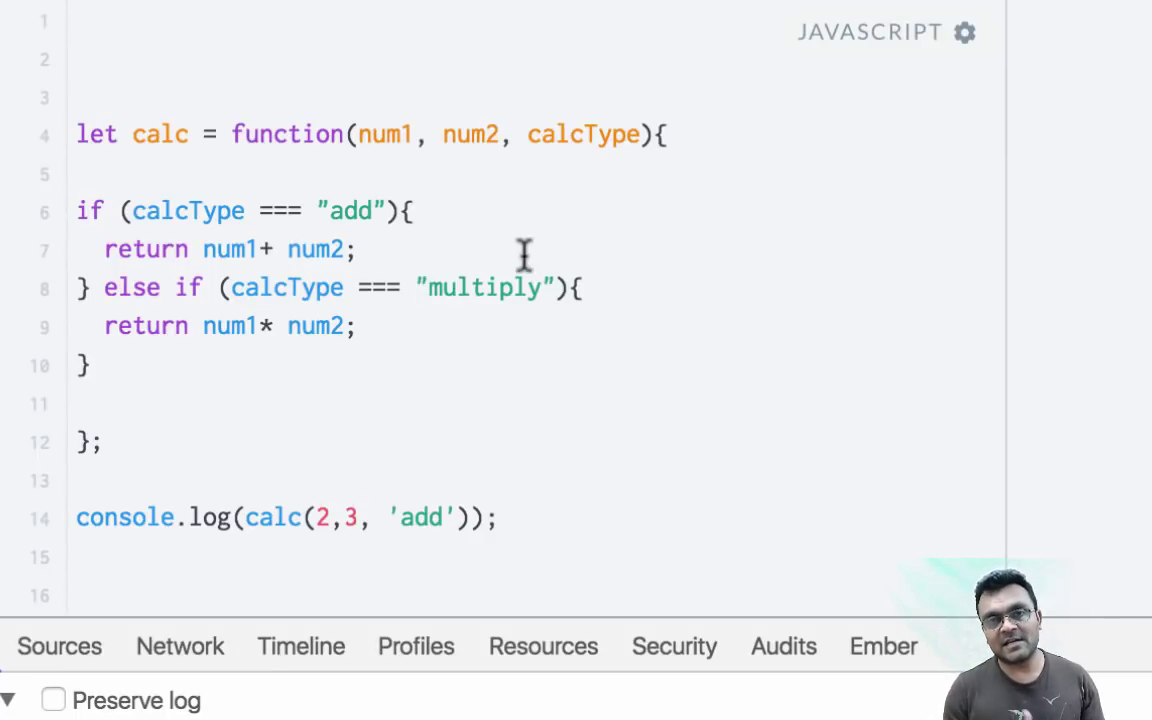 1
JAVASCRIPT
2
3
4 let calc = function(num1, num2, calcType){
5
6 if (calcType === "add"){
7 return num1+ num2;
8 } else if (calcType === "multiply"){
9 return num1* num2;
10 }
11
12 };
13
14 console.log(calc(2,3, 'add'));
15
16
Sources Network Timeline Profiles Resources Security Audits Ember
Preserve log